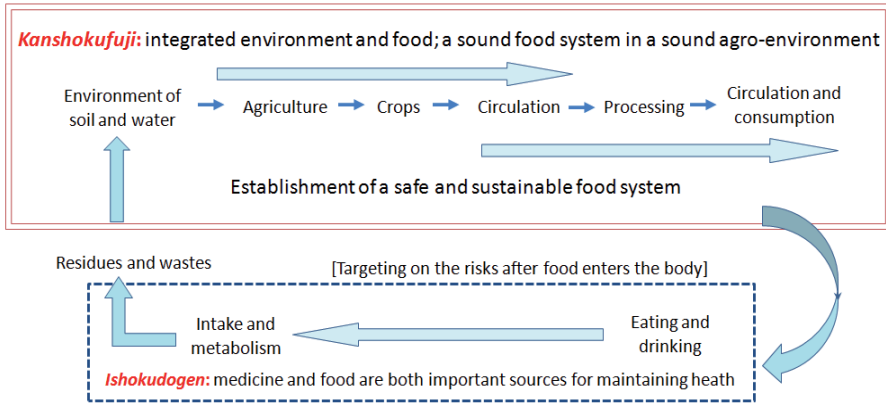 Kanshokufuji: integrated environment and food; a sound food system in a sound agro-environment
Environment of
soil and water
Agriculture
Crops
Circulation
Processing
Circulation and
consumption
Establishment of a safe and sustainable food system
Residues and wastes
[Targeting on the risks after food enters the body]
Intake and
metabolism
Eating and
drinking
Ishokudogen: medicine and food are both important sources for maintaining heath